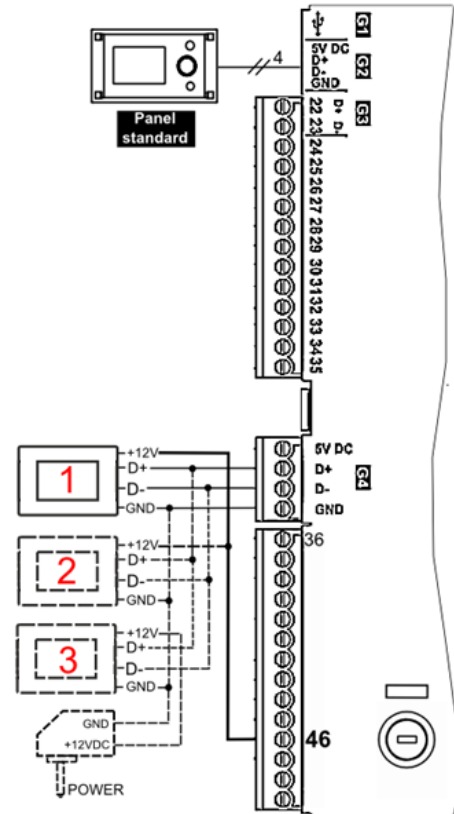 G1
5V DC
D+
D-
GND
G2
4
Panel
standard
22 D+
23 D-
G3
24
25
26
27
28
29
30
31
32
33
34
35
5V DC
D+
D-
GND
G4
1
+12V
D+
D-
GND
36
2
+12V
D+
D-
GND
3
+12V
D+
D-
GND
GND
+12VDC
POWER
46